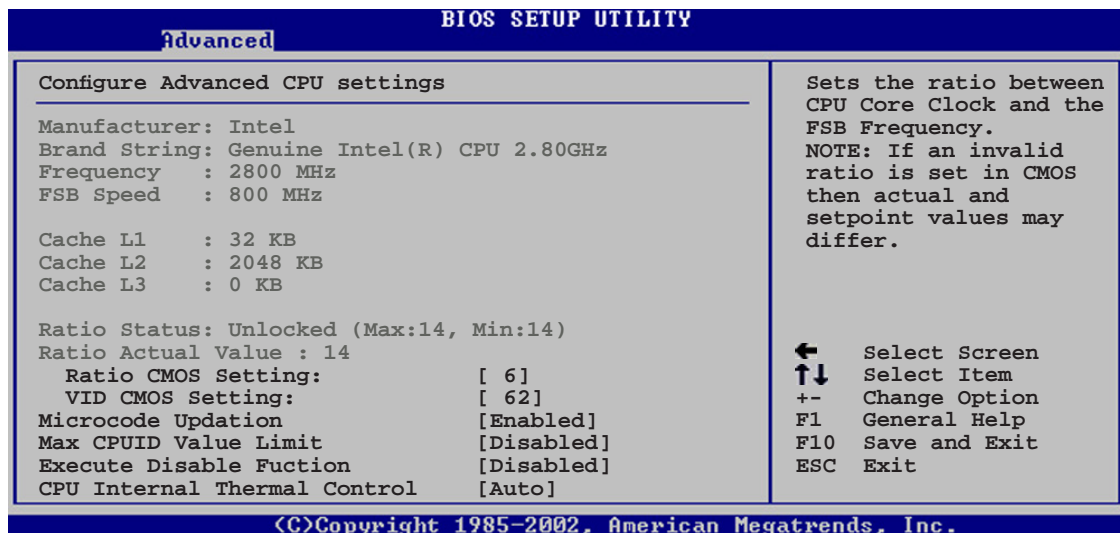 BIOS SETUP UTILITY
Advanced
Configure Advanced CPU settings
Manufacturer: Intel
Brand String: Genuine Intel(R) CPU 2.80GHz
Frequency : 2800 MHz
FSB Speed : 800 MHz
Cache L1 : 32 KB
Cache L2 : 2048 KB
Cache L3 : 0 KB
Ratio Status: Unlocked (Max:14, Min:14)
Ratio Actual Value : 14
Ratio CMOS Setting: [ 6]
VID CMOS Setting: [ 62]
Microcode Updation [Enabled]
Max CPUID Value Limit [Disabled]
Execute Disable Fuction [Disabled]
CPU Internal Thermal Control [Auto]
Sets the ratio between
CPU Core Clock and the
FSB Frequency.
NOTE: If an invalid
ratio is set in CMOS
then actual and
setpoint values may
differ.
← Select Screen
↑↓ Select Item
+- Change Option
F1 General Help
F10 Save and Exit
ESC Exit
(C)Copyright 1985-2002, American Megatrends, Inc.